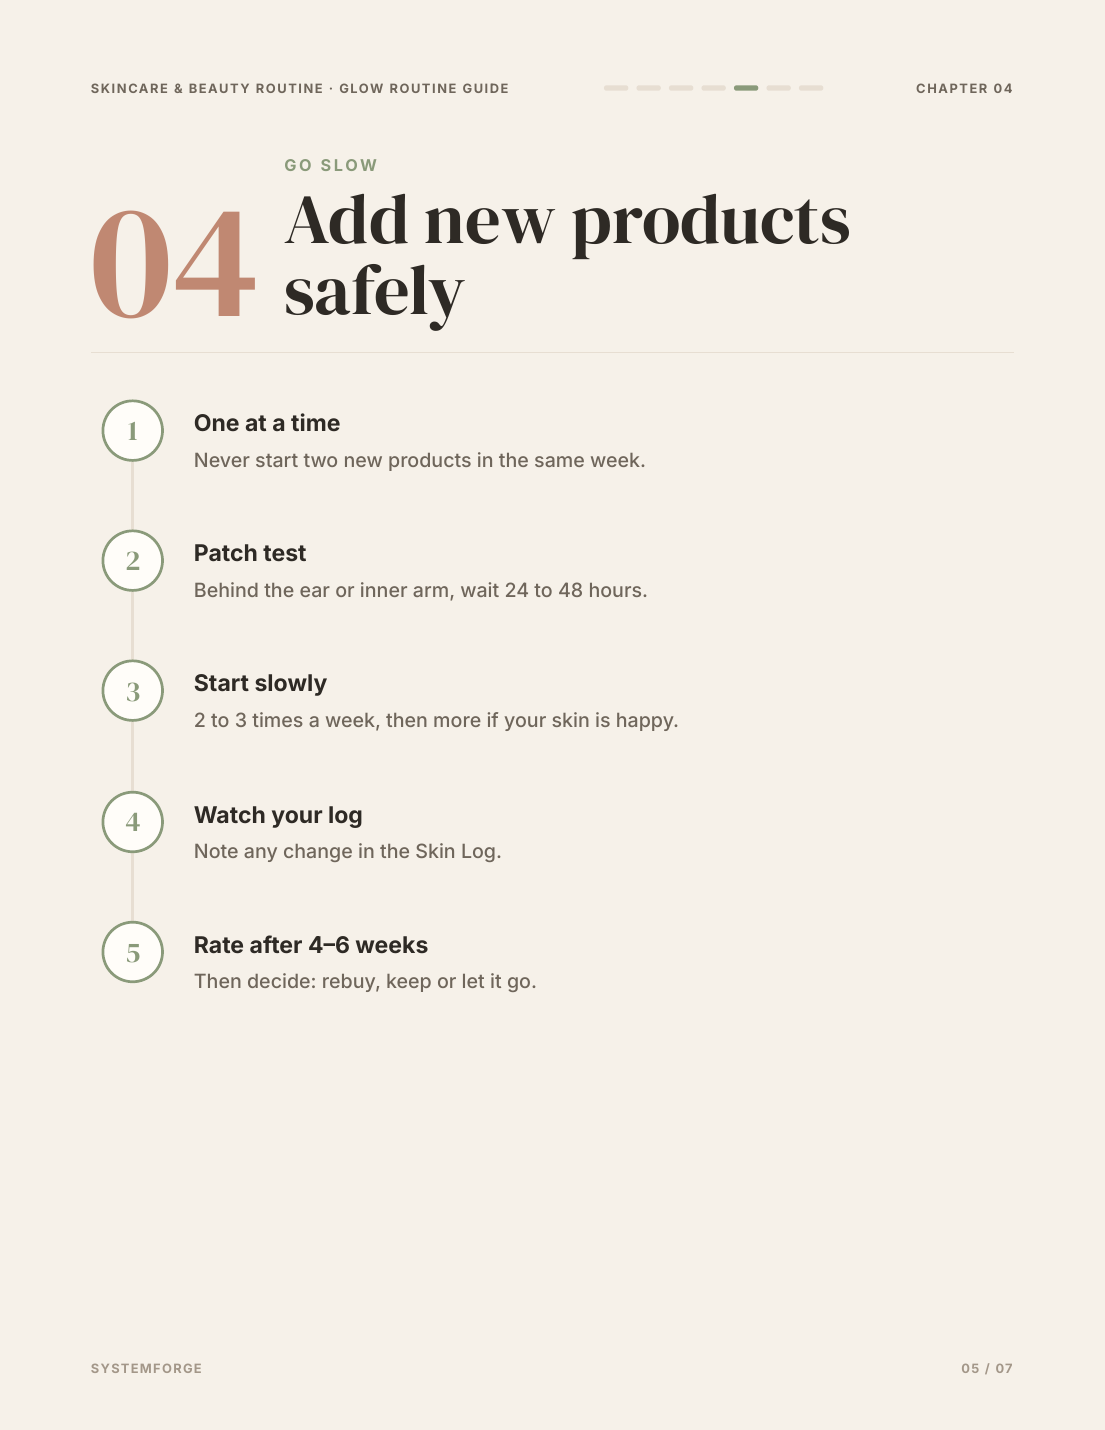 SKINCARE & BEAUTY ROUTINE · GLOW ROUTINE GUIDE
CHAPTER 04
GO SLOW
04
Add new products
safely
1
One at a time
Never start two new products in the same week.
2
Patch test
Behind the ear or inner arm, wait 24 to 48 hours.
3
Start slowly
2 to 3 times a week, then more if your skin is happy.
4
Watch your log
Note any change in the Skin Log.
5
Rate after 4–6 weeks
Then decide: rebuy, keep or let it go.
SYSTEMFORGE
05 / 07